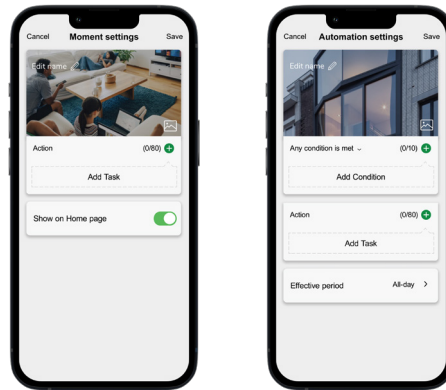 Cancel Moment settings Save
Edit name
Action (0/80)
Add Task
Show on Home page
Cancel Automation settings Save
Edit name
Any condition is met (0/10)
Add Condition
Action (0/80)
Add Task
Effective period All-day